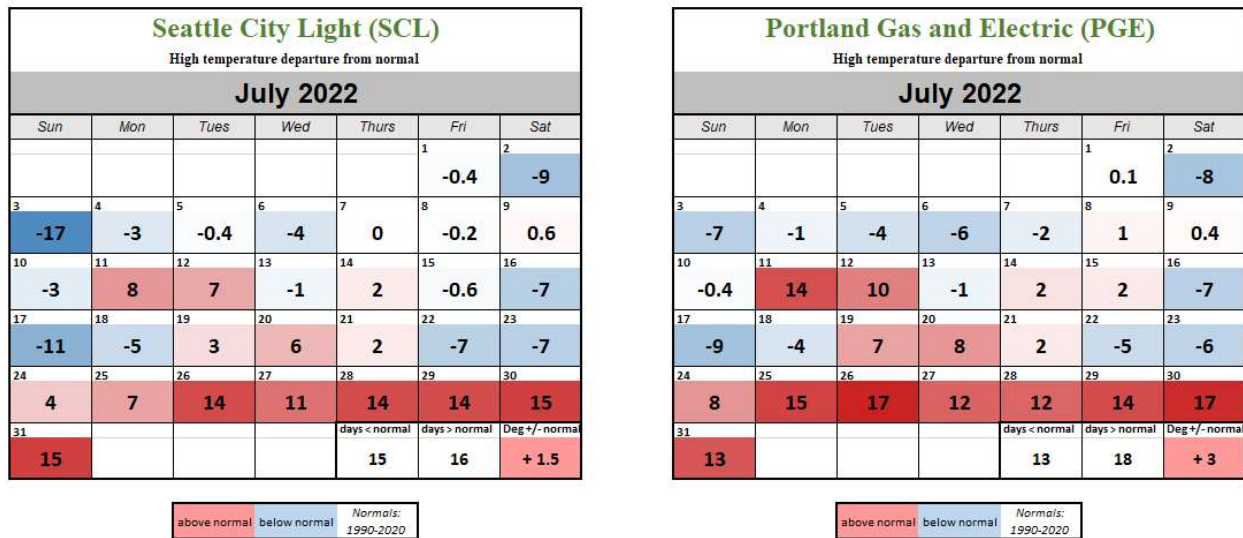 Seattle City Light (SCL)
High temperature departure from normal
July 2022
Sun Mon Tues Wed Thurs Fri Sat
1 2
-0.4 -9
3 4 5 6 7 8 9
-17 -3 -0.4 -4 0 -0.2 0.6
10 11 12 13 14 15 16
-3 8 7 -1 2 -0.6 -7
17 18 19 20 21 22 23
-11 -5 3 6 2 -7 -7
24 25 26 27 28 29 30
4 7 14 11 14 14 15
31 days < normal days > normal Deg +/- normal
15 15 16 + 1.5
above normal below normal Normals:
1990-2020
Portland Gas and Electric (PGE)
High temperature departure from normal
July 2022
Sun Mon Tues Wed Thurs Fri Sat
1 2
0.1 -8
3 4 5 6 7 8 9
-7 -1 -4 -6 -2 1 0.4
10 11 12 13 14 15 16
-0.4 14 10 -1 2 2 -7
17 18 19 20 21 22 23
-9 -4 7 8 2 -5 -6
24 25 26 27 28 29 30
8 15 17 12 12 14 17
31 days < normal days > normal Deg +/- normal
13 13 18 + 3
above normal below normal Normals:
1990-2020